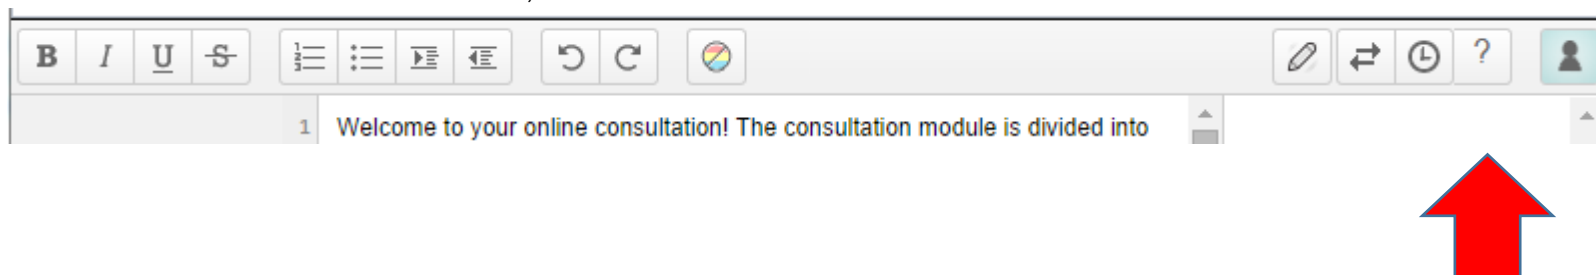 B I U S ?
1 Welcome to your online consultation! The consultation module is divided into